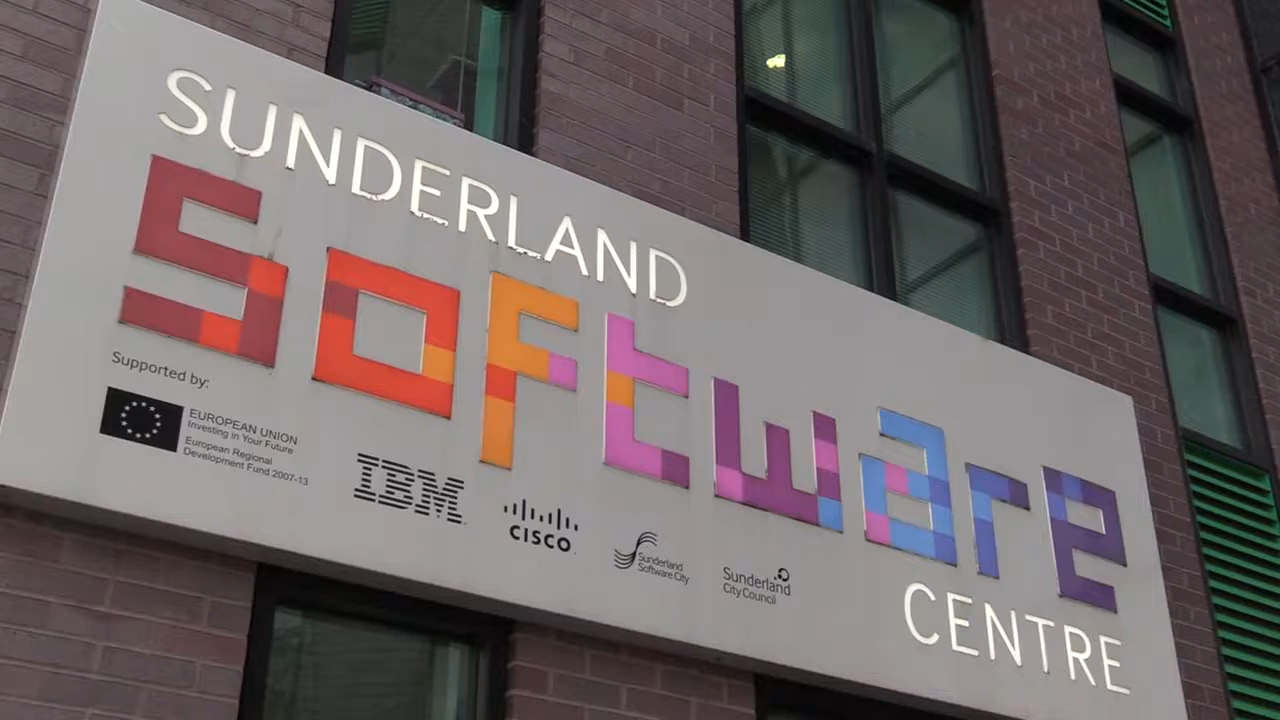 SUNDERLAND
software
CENTRE
Supported by:
EUROPEAN UNION
Investing in Your Future
European Regional
Development Fund 2007-13
IBM
CISCO
Sunderland
Software City
Sunderland
City Council